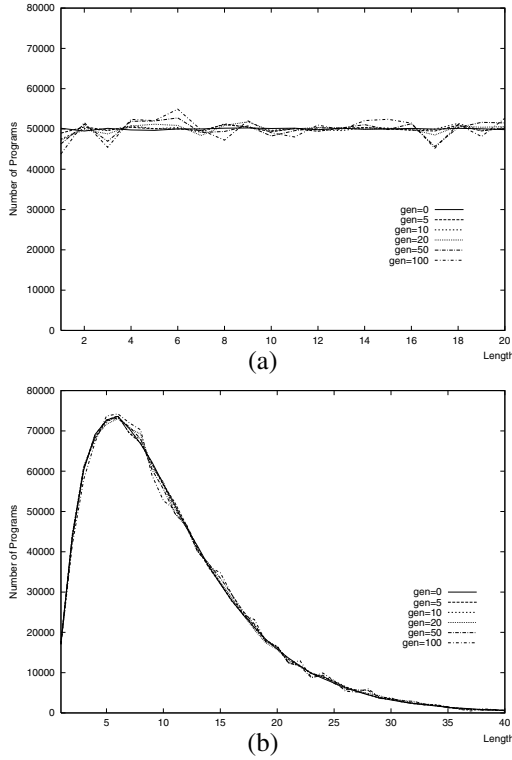 80000
70000
60000
50000
40000
30000
20000
10000
0
Number of Programs
gen=0
gen=5
gen=10
gen=20
gen=50
gen=100
2 4 6 8 10 12 14 16 18 20
Length
(a)
80000
70000
60000
50000
40000
30000
20000
10000
0
Number of Programs
gen=0
gen=5
gen=10
gen=20
gen=50
gen=100
5 10 15 20 25 30 35 40
Length
(b)